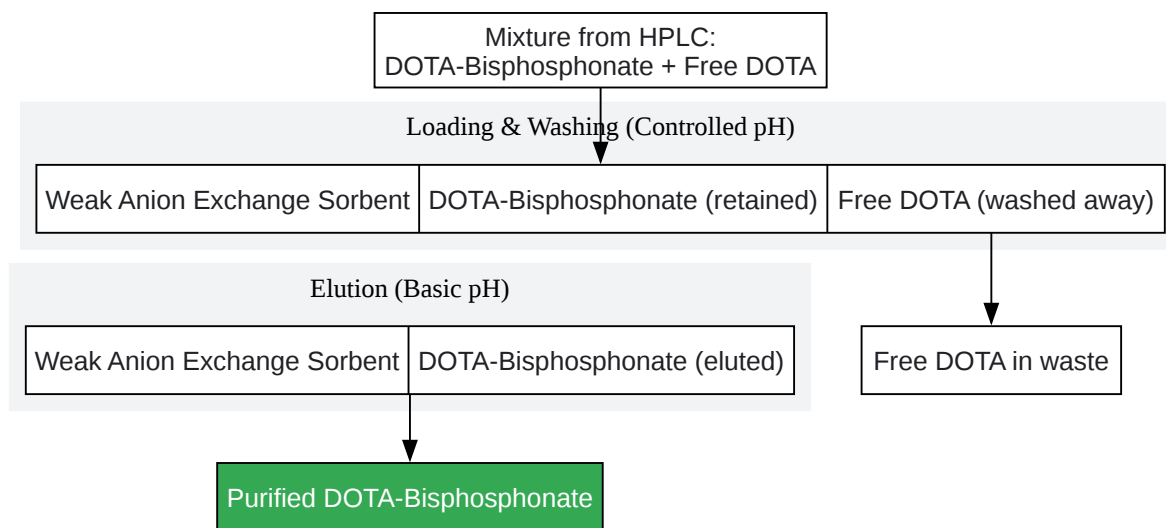 Mixture from HPLC:
DOTA-Bisphosphonate + Free DOTA
Loading & Washing (Controlled pH)
Weak Anion Exchange Sorbent
DOTA-Bisphosphonate (retained)
Free DOTA (washed away)
Elution (Basic pH)
Weak Anion Exchange Sorbent
DOTA-Bisphosphonate (eluted)
Free DOTA in waste
Purified DOTA-Bisphosphonate